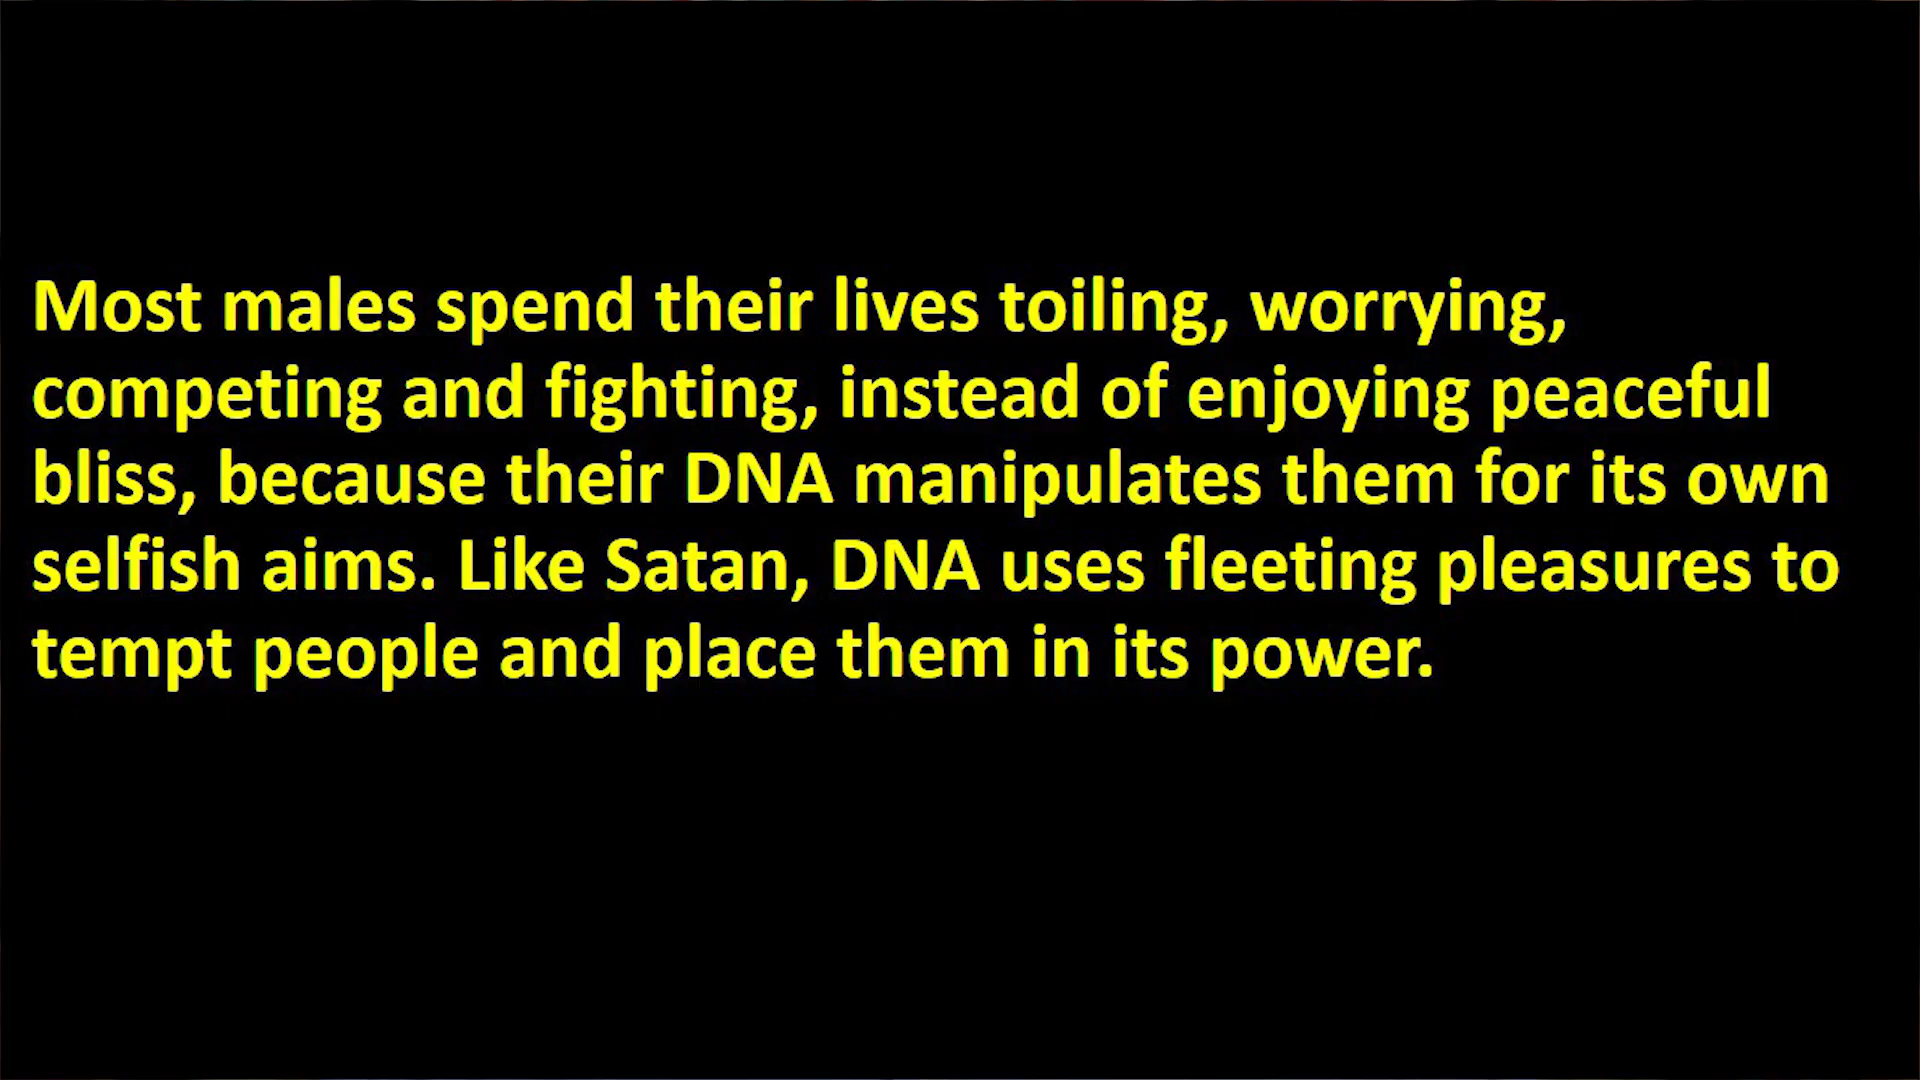 Most males spend their lives toiling, worrying,
competing and fighting, instead of enjoying peaceful
bliss, because their DNA manipulates them for its own
selfish aims. Like Satan, DNA uses fleeting pleasures to
tempt people and place them in its power.